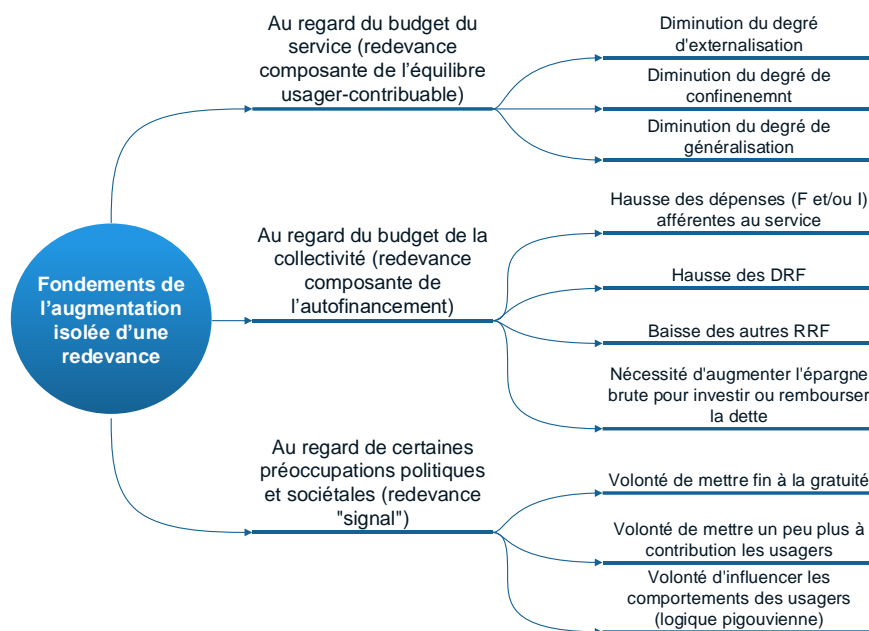 Fondements de
l’augmentation
isolée d’une
redevance
Au regard du budget du
service (redevance
composante de l’équilibre
usager-contribuable)
Diminution du degré
d'externalisation
Diminution du degré de
confinenemnt
Diminution du degré de
généralisation
Au regard du budget de la
collectivité (redevance
composante de
l’autofinancement)
Hausse des dépenses (F et/ou I)
afférentes au service
Hausse des DRF
Baisse des autres RRF
Nécessité d'augmenter l'épargne
brute pour investir ou rembourser
la dette
Au regard de certaines
préoccupations politiques
et sociétales (redevance
"signal")
Volonté de mettre fin à la gratuité
Volonté de mettre un peu plus à
contribution les usagers
Volonté d'influencer les
comportements des usagers
(logique pigouvienne)